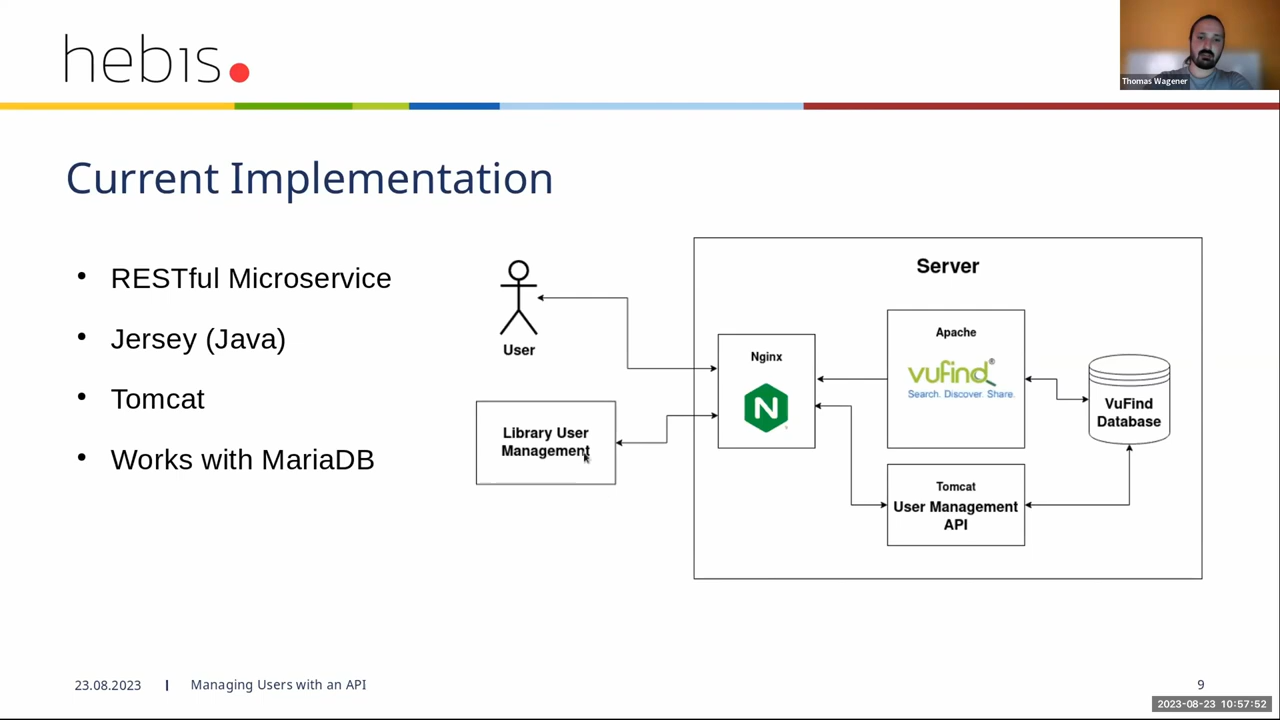 hebis
Thomas Wagener
Current Implementation
• RESTful Microservice
• Jersey (Java)
• Tomcat
• Works with MariaDB
User
Library User
Management
Server
Nginx
N
Apache
vufind®
Search. Discover. Share.
VuFind
Database
Tomcat
User Management
API
23.08.2023 | Managing Users with an API
9
2023-08-23 10:57:52